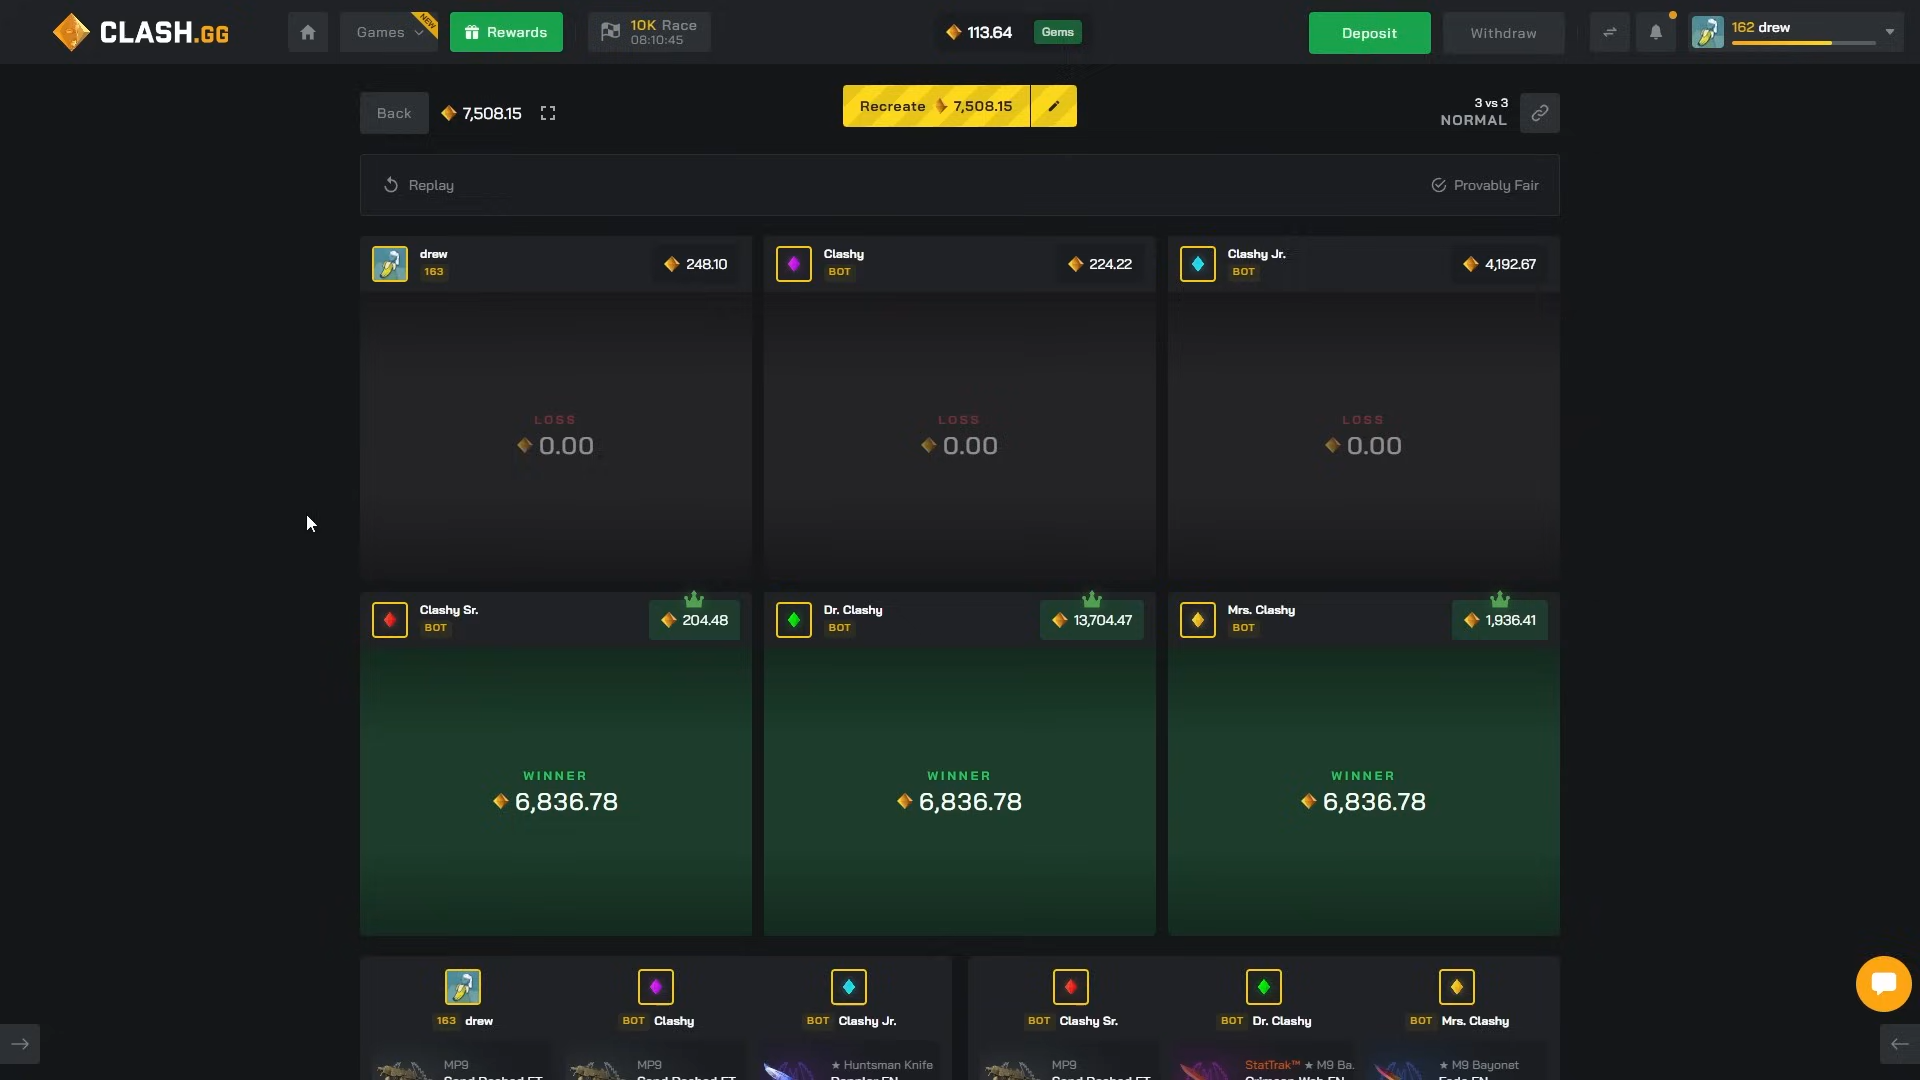 CLASH.GG
Games
NEW
Rewards
10K Race
08:10:45
113.64
Gems
Deposit
Withdraw
162 drew
Back
7,508.15
Recreate 7,508.15
3 vs 3
NORMAL
Replay
Provably Fair
drew
163
248.10
Clashy
BOT
224.22
Clashy Jr.
BOT
4,192.67
LOSS
0.00
LOSS
0.00
LOSS
0.00
Clashy Sr.
BOT
204.48
Dr. Clashy
BOT
13,704.47
Mrs. Clashy
BOT
1,936.41
WINNER
6,836.78
WINNER
6,836.78
WINNER
6,836.78
163 drew
BOT Clashy
BOT Clashy Jr.
BOT Clashy Sr.
BOT Dr. Clashy
BOT Mrs. Clashy
MP9
MP9
★ Huntsman Knife
MP9
StatTrak™ ★ M9 Ba.
★ M9 Bayonet